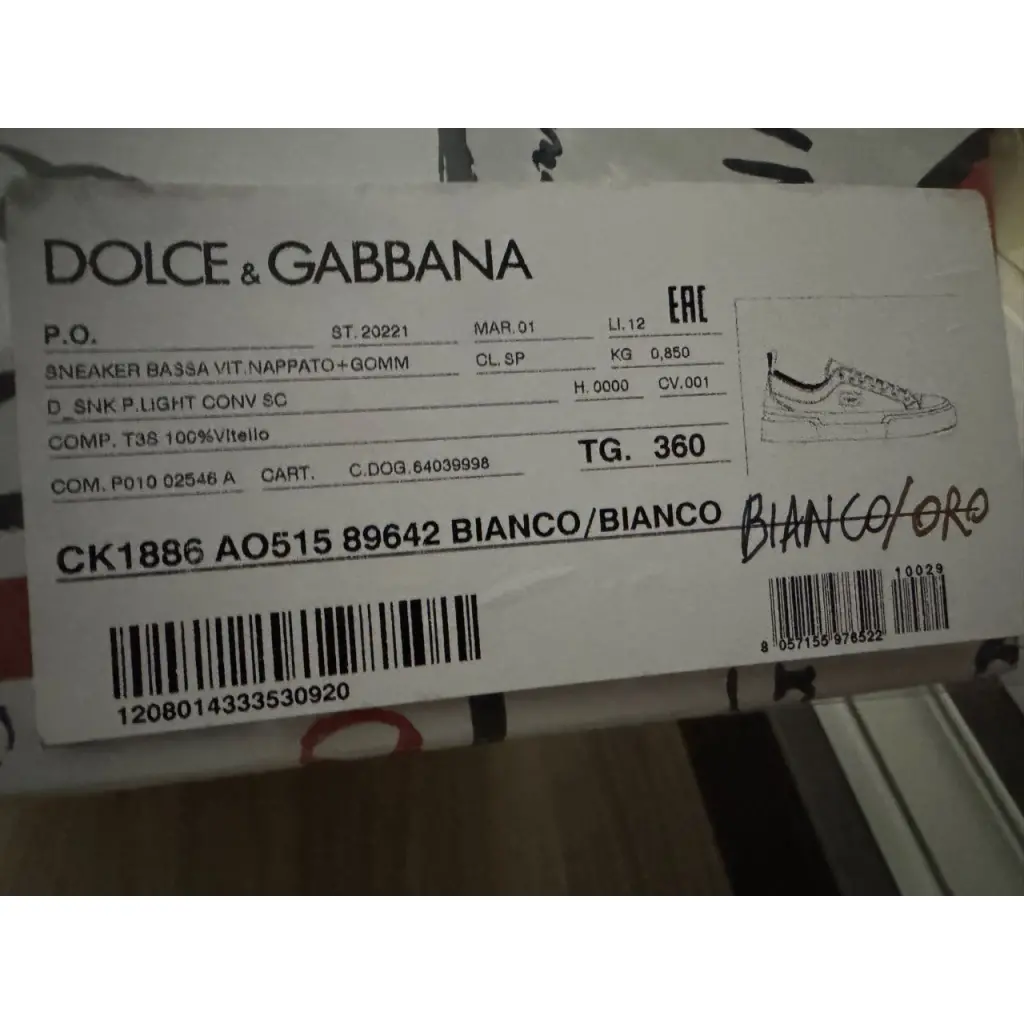 DOLCE & GABBANA
P.O. ST. 20221 MAR.01 LI.12 EAC
SNEAKER BASSA VIT.NAPPATO+GOMM CL.SP KG 0,850
D_SNK P.LIGHT CONV SC H.0000 CV.001
COMP. T3S 100%Vitello
COM. P010 02546 A CART. C.DOG.64039998 TG. 360
CK1886 AO515 89642 BIANCO/BIANCO BIANCO/ORO
10029
8 057155 976522
1208014333530920